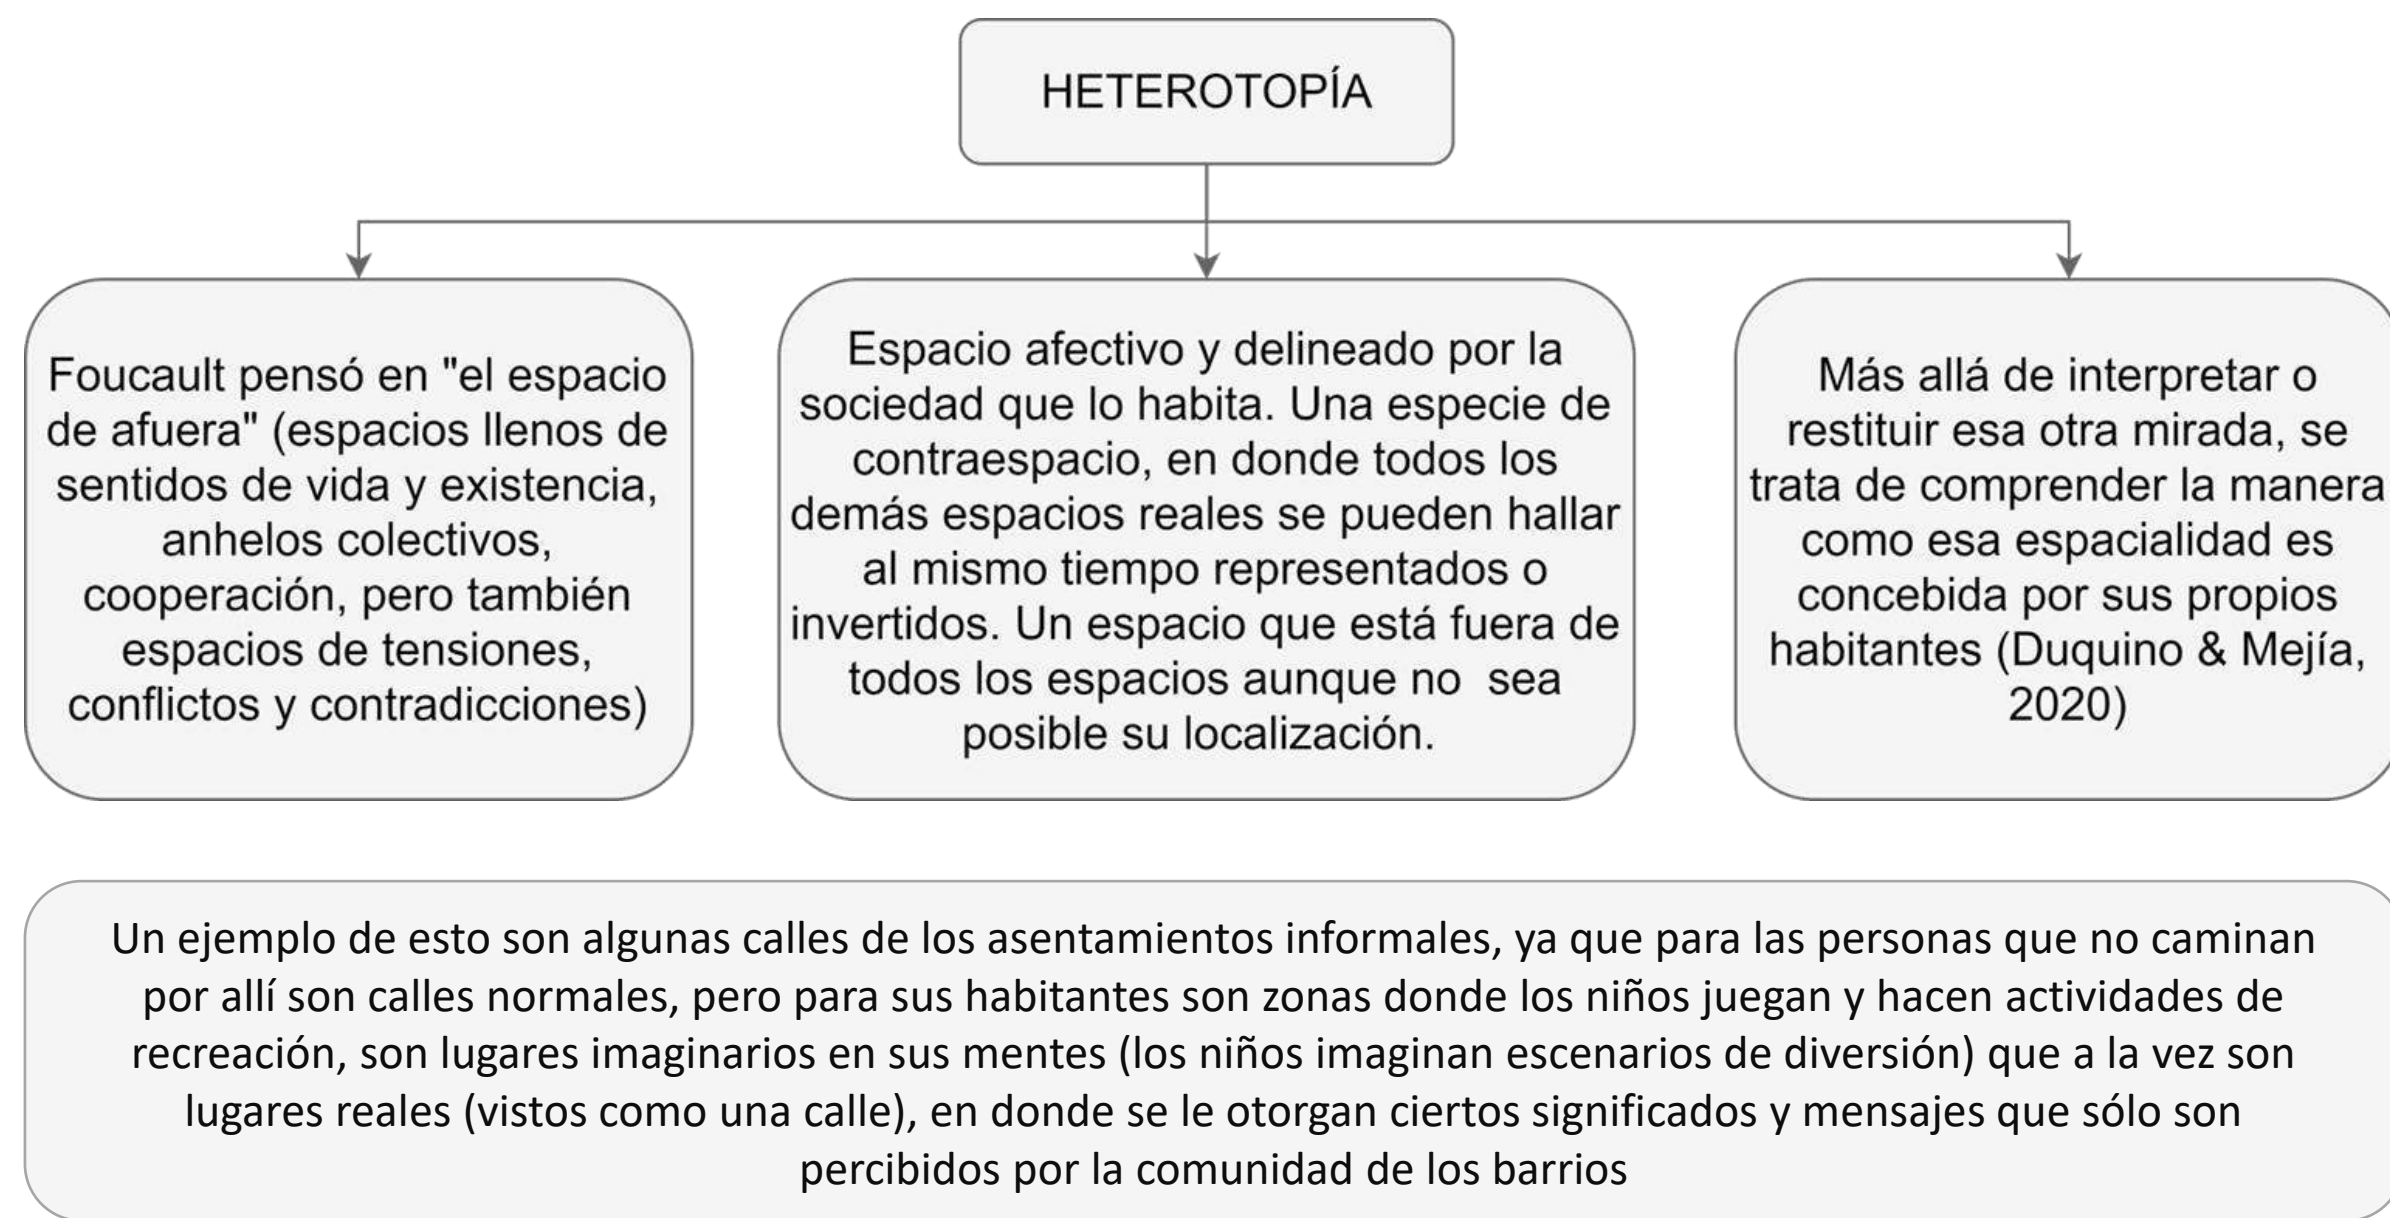 HETEROTOPÍA
Foucault pensó en "el espacio
de afuera" (espacios llenos de
sentidos de vida y existencia,
anhelos colectivos,
cooperación, pero también
espacios de tensiones,
conflictos y contradicciones)
Espacio afectivo y delineado por la
sociedad que lo habita. Una especie de
contraespacio, en donde todos los
demás espacios reales se pueden hallar
al mismo tiempo representados o
invertidos. Un espacio que está fuera de
todos los espacios aunque no  sea
posible su localización.
Más allá de interpretar o
restituir esa otra mirada, se
trata de comprender la manera
como esa espacialidad es
concebida por sus propios
habitantes (Duquino & Mejía,
2020)
Un ejemplo de esto son algunas calles de los asentamientos informales, ya que para las personas que no caminan
por allí son calles normales, pero para sus habitantes son zonas donde los niños juegan y hacen actividades de
recreación, son lugares imaginarios en sus mentes (los niños imaginan escenarios de diversión) que a la vez son
lugares reales (vistos como una calle), en donde se le otorgan ciertos significados y mensajes que sólo son
percibidos por la comunidad de los barrios